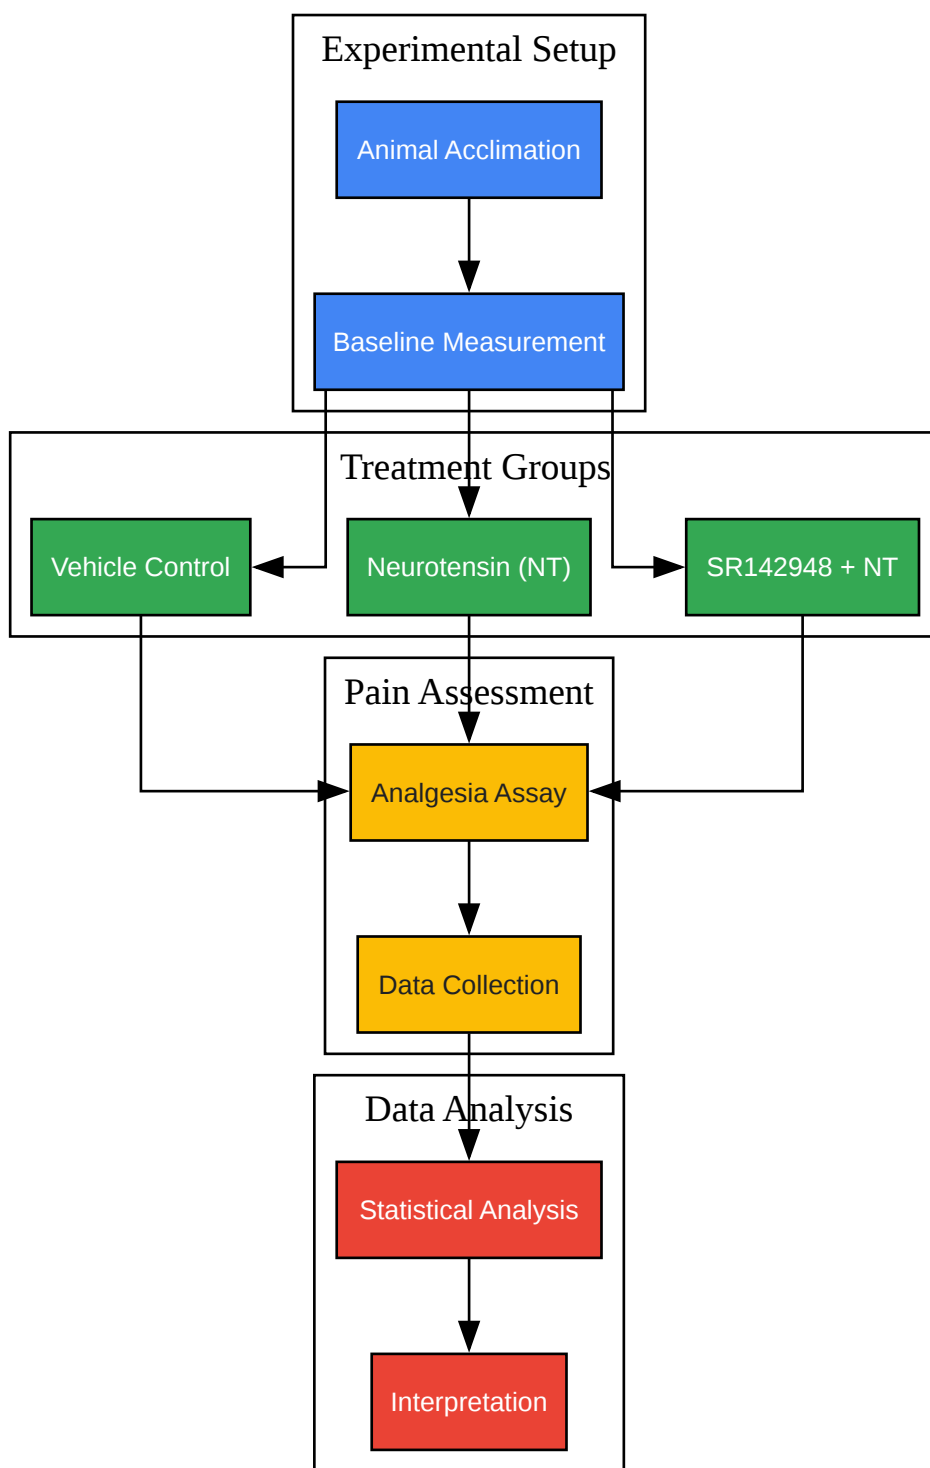 Experimental Setup
Animal Acclimation
Baseline Measurement
Treatment Groups
Vehicle Control
Neurotensin (NT)
SR142948 + NT
Pain Assessment
Analgesia Assay
Data Collection
Data Analysis
Statistical Analysis
Interpretation